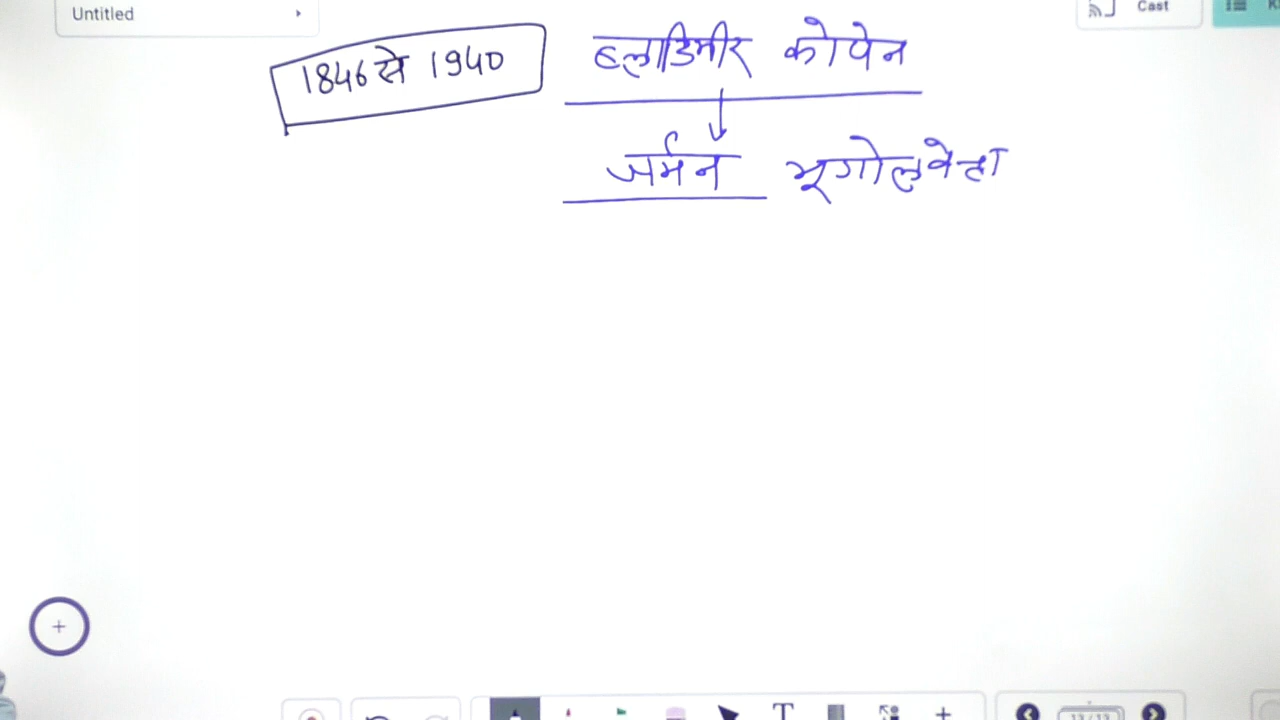 Untitled
Cast
1846 से 1940
ब्लाडिमीर कोपेन
जर्मन भूगोलवेत्ता
T